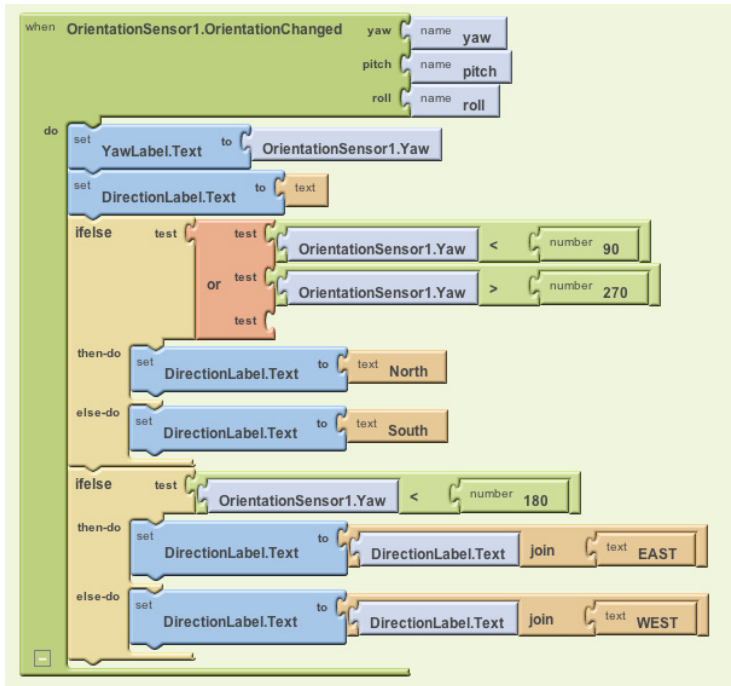 when OrientationSensor1.OrientationChanged yaw name yaw
pitch name pitch
roll name roll
do set YawLabel.Text to OrientationSensor1.Yaw
set DirectionLabel.Text to text
ifelse test or test OrientationSensor1.Yaw < number 90
test OrientationSensor1.Yaw > number 270
test
then-do set DirectionLabel.Text to text North
else-do set DirectionLabel.Text to text South
ifelse test OrientationSensor1.Yaw < number 180
then-do set DirectionLabel.Text to DirectionLabel.Text join text EAST
else-do set DirectionLabel.Text to DirectionLabel.Text join text WEST